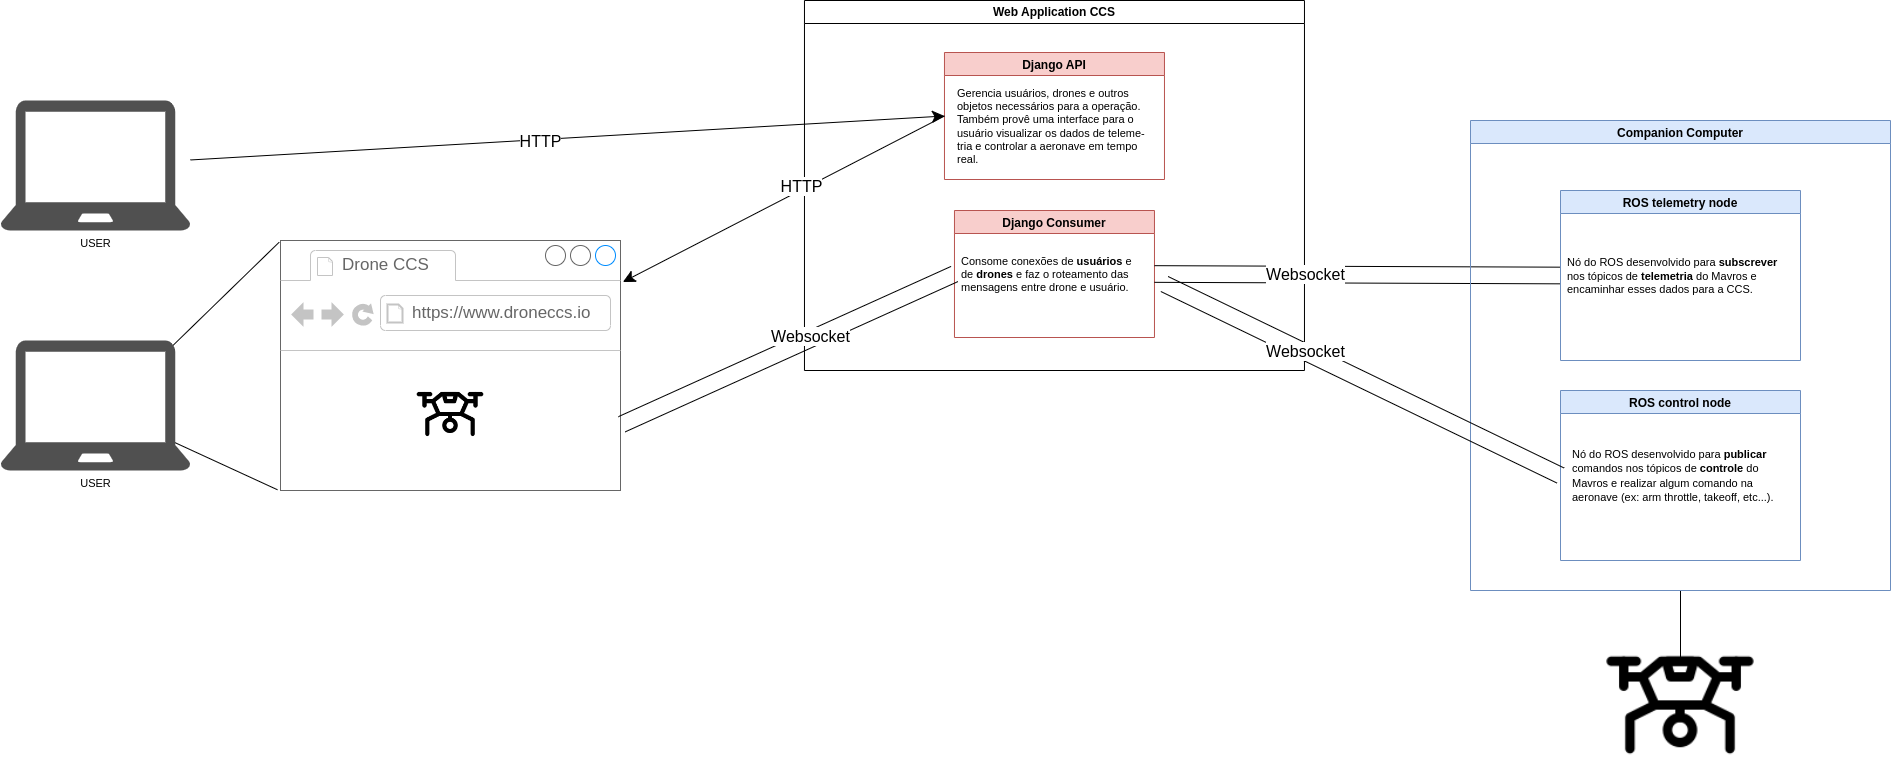 Web Application CCS
Django API
Gerencia usuários, drones e outros
objetos necessários para a operação.
Também provê uma interface para o
usuário visualizar os dados de teleme-
tria e controlar a aeronave em tempo
real.
HTTP
HTTP
USER
Drone CCS
https://www.droneccs.io
USER
Websocket
Django Consumer
Consome conexões de usuários e
de drones e faz o roteamento das
mensagens entre drone e usuário.
Websocket
Websocket
Companion Computer
ROS telemetry node
Nó do ROS desenvolvido para subscrever
nos tópicos de telemetria do Mavros e
encaminhar esses dados para a CCS.
ROS control node
Nó do ROS desenvolvido para publicar
comandos nos tópicos de controle do
Mavros e realizar algum comando na
aeronave (ex: arm throttle, takeoff, etc...).